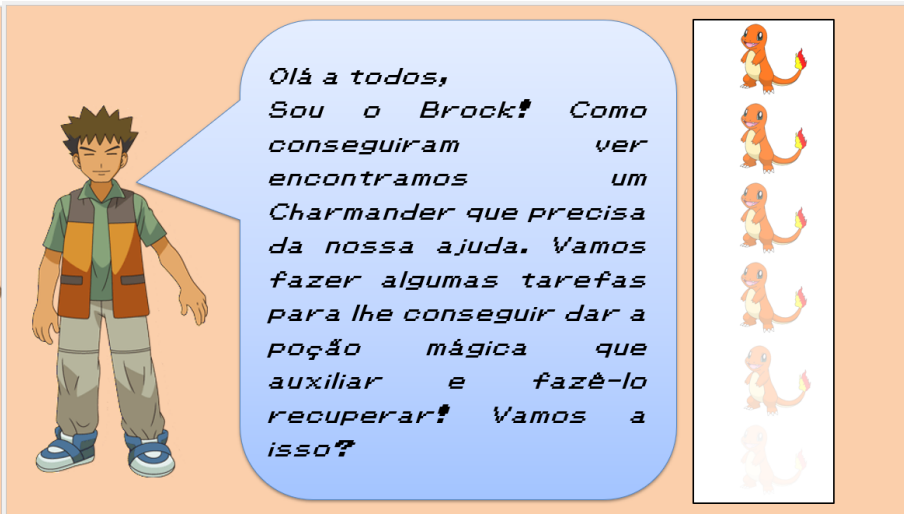 Olá a todos,
Sou o Brock! Como
conseguiram ver
encontramos um
Charmander que precisa
da nossa ajuda. Vamos
fazer algumas tarefas
para lhe conseguir dar a
poção mágica que
auxiliar e fazê-lo
recuperar! Vamos a
isso?